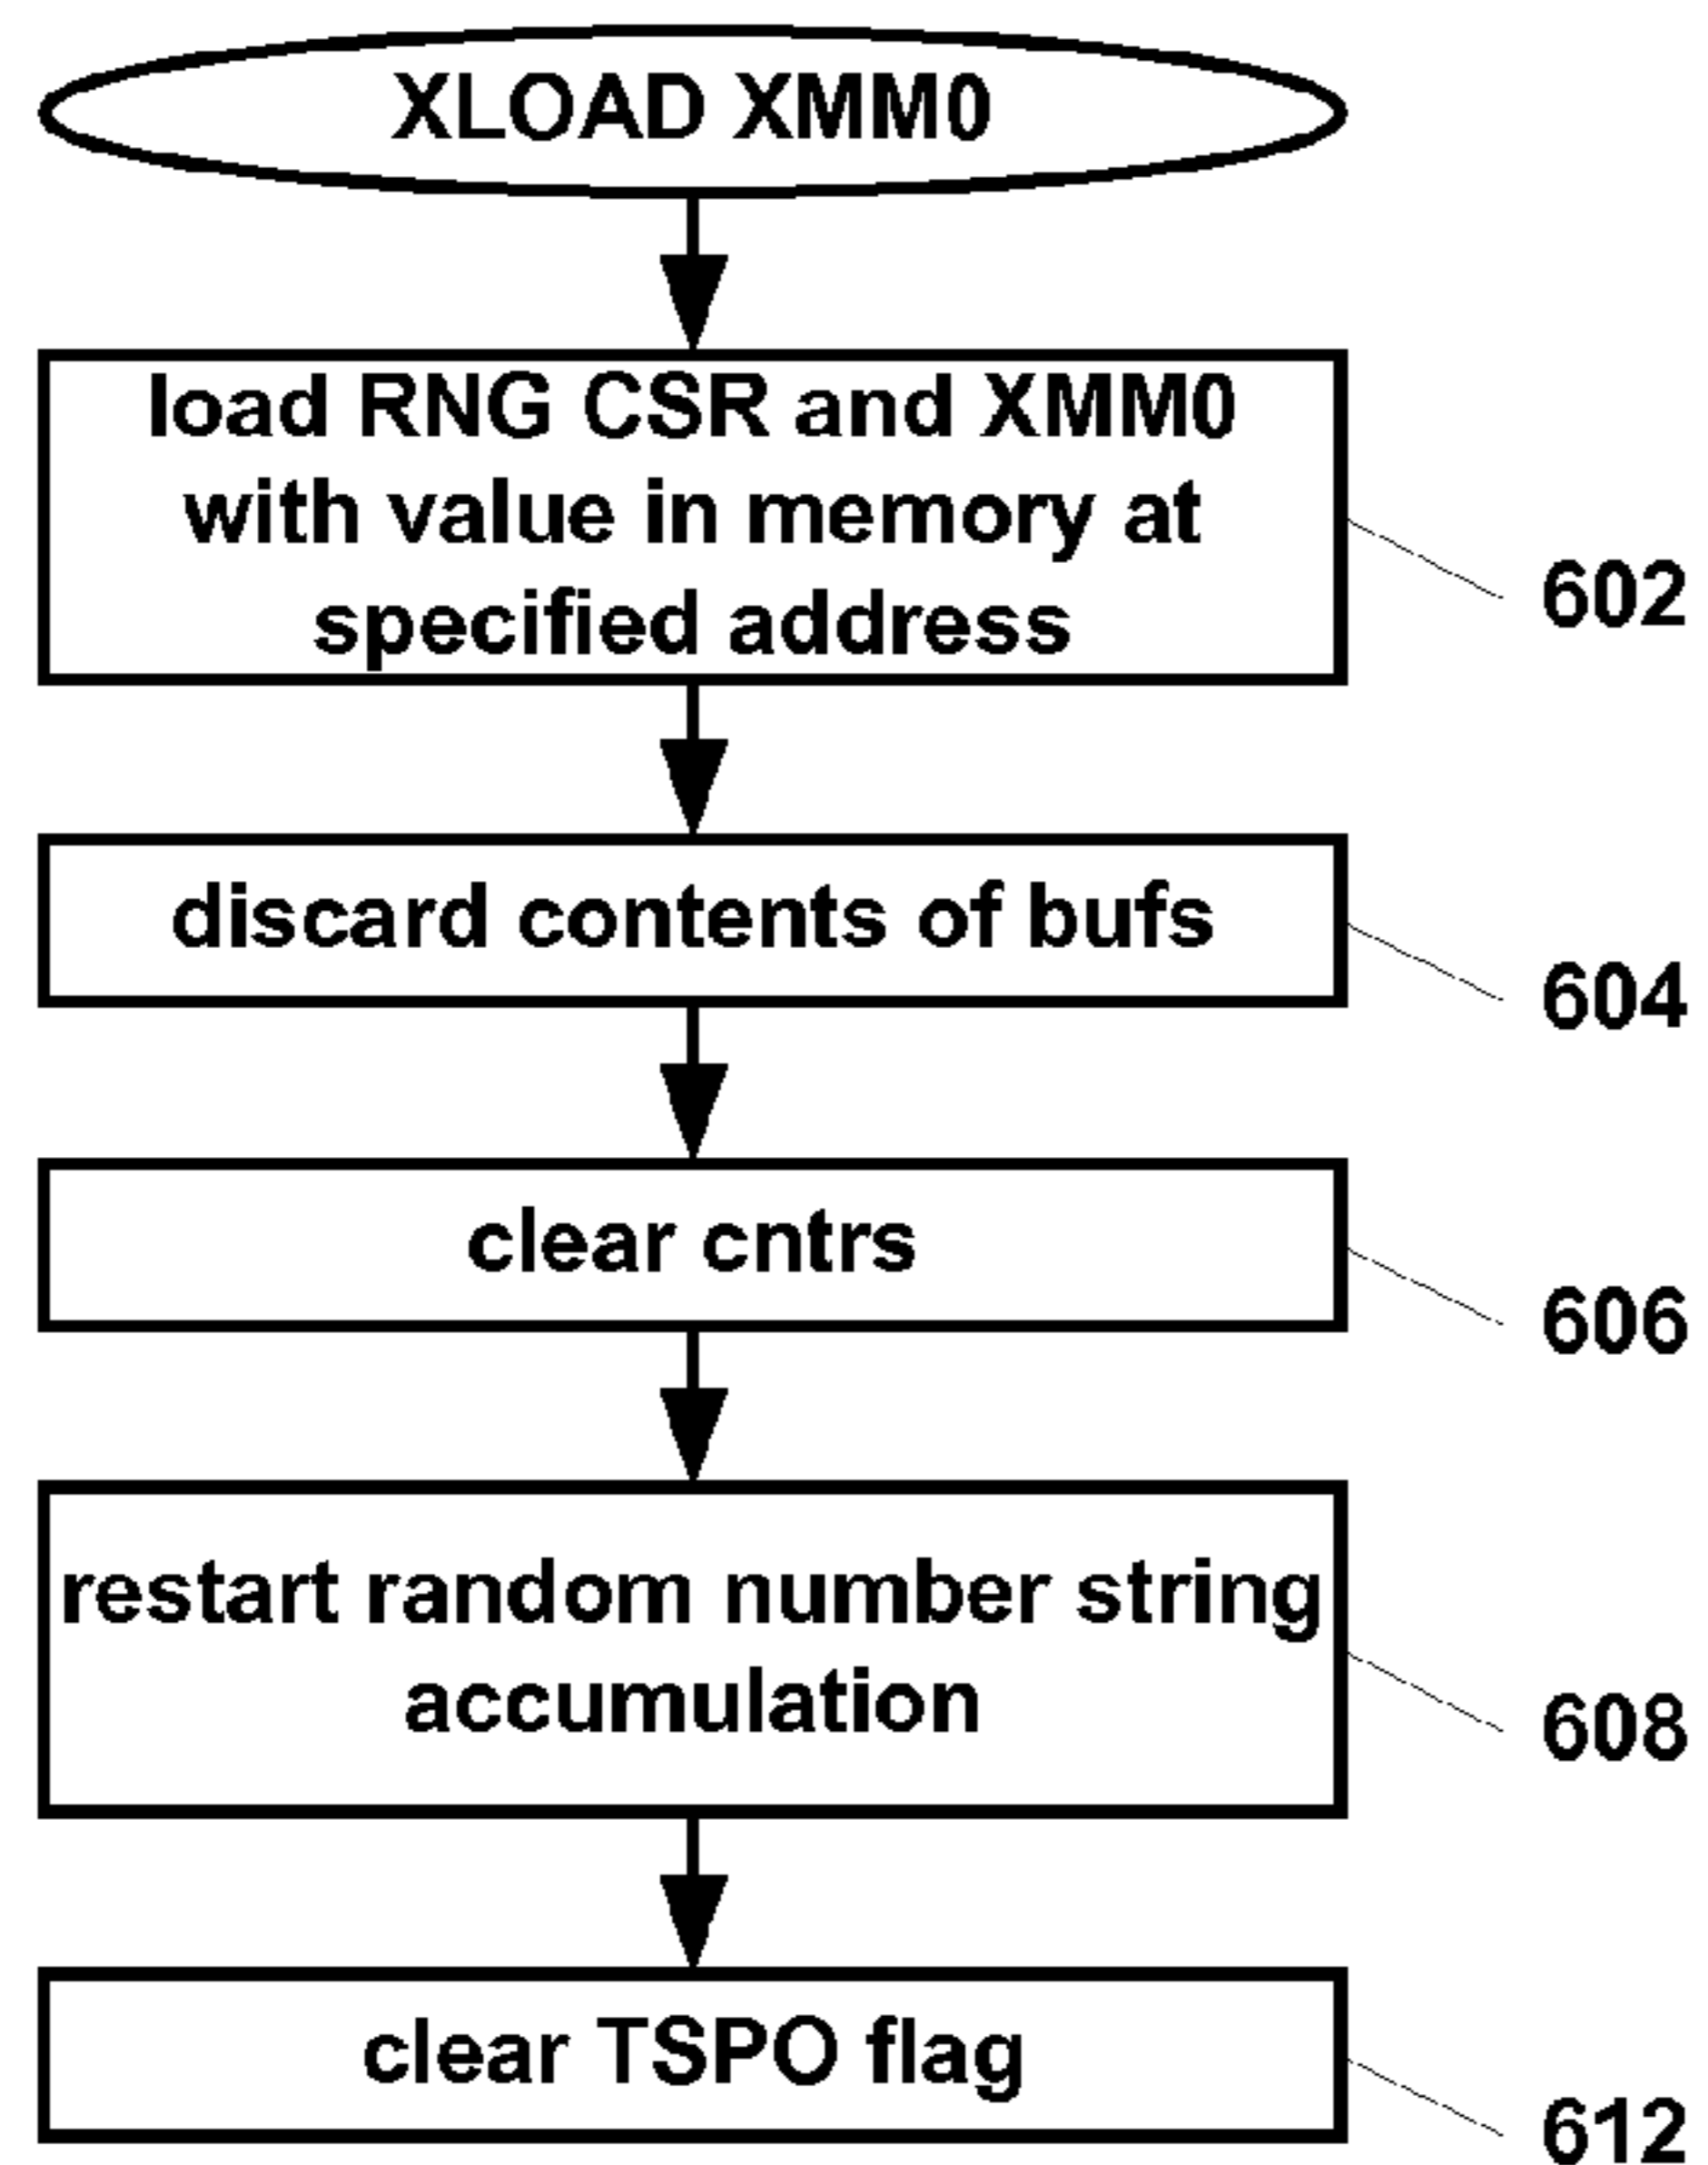 XLOAD XMM0
load RNG CSR and XMM0
with value in memory at
specified address
602
discard contents of bufs
604
clear cntrs
606
restart random number string
accumulation
608
clear TSPO flag
612